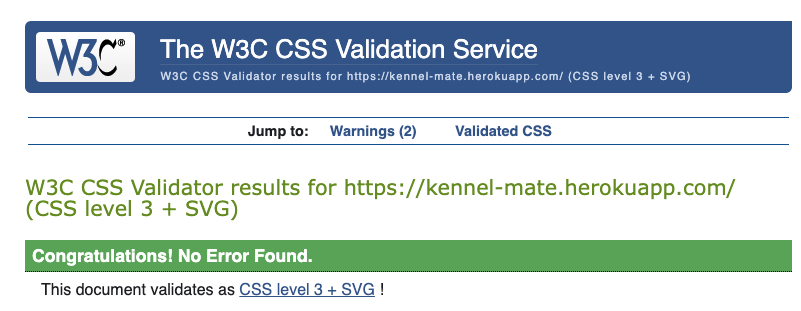 W3C®
The W3C CSS Validation Service
W3C CSS Validator results for https://kennel-mate.herokuapp.com/ (CSS level 3 + SVG)
Jump to: Warnings (2) Validated CSS
W3C CSS Validator results for https://kennel-mate.herokuapp.com/
(CSS level 3 + SVG)
Congratulations! No Error Found.
This document validates as CSS level 3 + SVG !